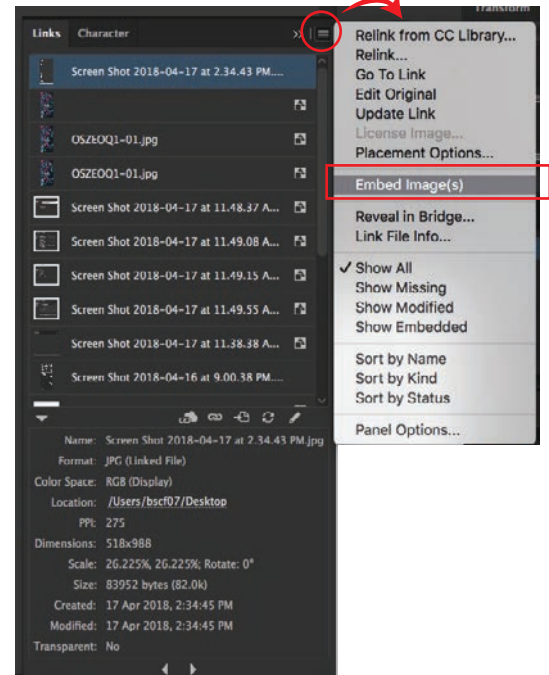 Transform
Links Character
Screen Shot 2018-04-17 at 2.34.43 PM....
OSZEOQ1-01.jpg
OSZEOQ1-01.jpg
Screen Shot 2018-04-17 at 11.48.37 A...
Screen Shot 2018-04-17 at 11.49.08 A...
Screen Shot 2018-04-17 at 11.49.15 A...
Screen Shot 2018-04-17 at 11.49.55 A...
Screen Shot 2018-04-17 at 11.38.38 A...
Screen Shot 2018-04-16 at 9.00.38 PM....
Name: Screen Shot 2018-04-17 at 2.34.43 PM.jpg
Format: JPG (Linked File)
Color Space: RGB (Display)
Location: /Users/bscf07/Desktop
PPI: 275
Dimensions: 518x988
Scale: 26.225%, 26.225%; Rotate: 0°
Size: 83952 bytes (82.0k)
Created: 17 Apr 2018, 2:34:45 PM
Modified: 17 Apr 2018, 2:34:45 PM
Transparent: No
Relink from CC Library...
Relink...
Go To Link
Edit Original
Update Link
License Image...
Placement Options...
Embed Image(s)
Reveal in Bridge...
Link File Info...
Show All
Show Missing
Show Modified
Show Embedded
Sort by Name
Sort by Kind
Sort by Status
Panel Options...